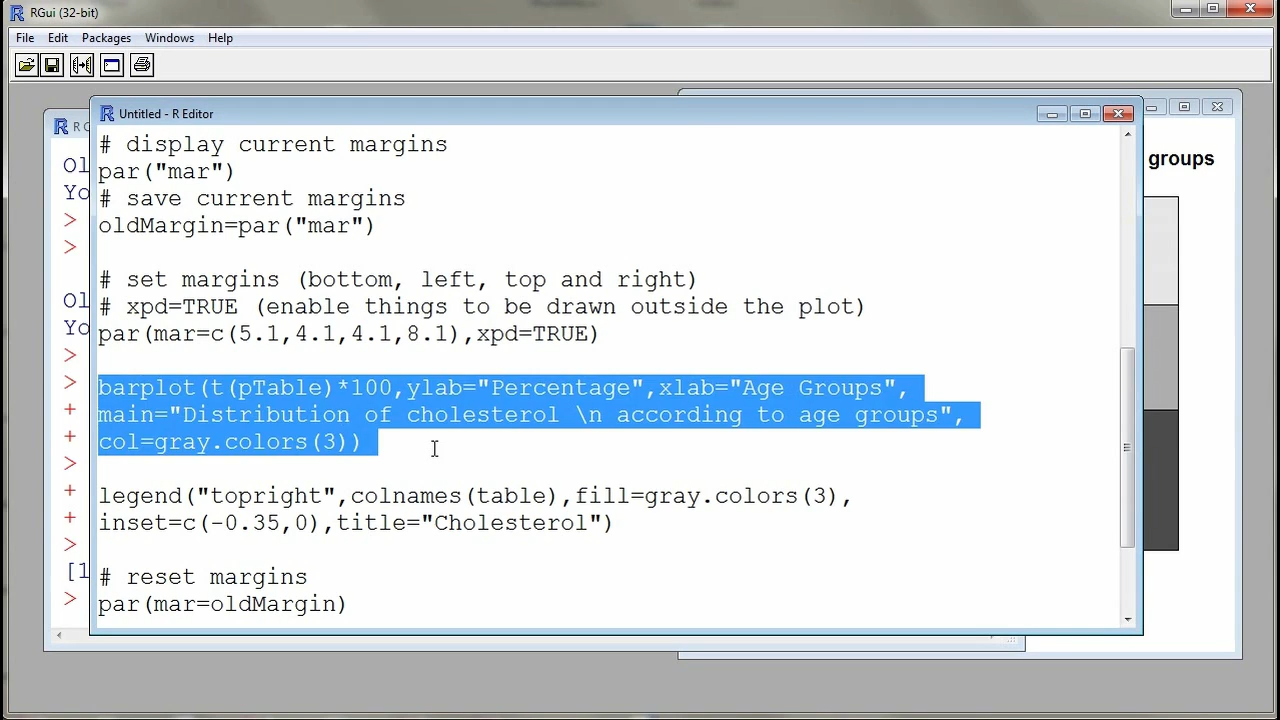 RGui (32-bit)
File Edit Packages Windows Help
Untitled - R Editor
# display current margins
par("mar")
# save current margins
oldMargin=par("mar")
# set margins (bottom, left, top and right)
# xpd=TRUE (enable things to be drawn outside the plot)
par(mar=c(5.1,4.1,4.1,8.1),xpd=TRUE)
barplot(t(pTable)*100,ylab="Percentage",xlab="Age Groups",
main="Distribution of cholesterol \n according to age groups",
col=gray.colors(3))
legend("topright",colnames(table),fill=gray.colors(3),
inset=c(-0.35,0),title="Cholesterol")
# reset margins
par(mar=oldMargin)
groups
>
>
>
>
+
+
>
+
+
>
[1
>